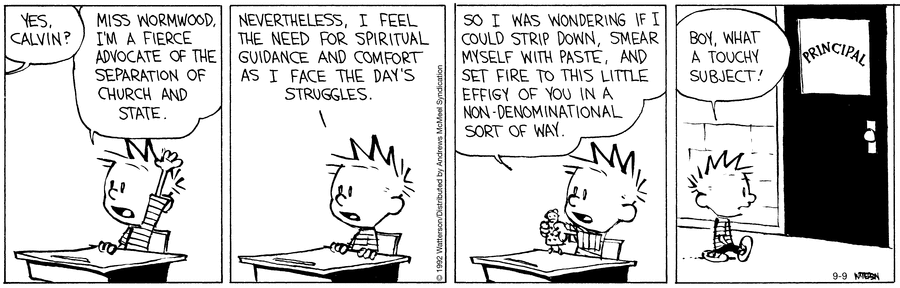 YES,
CALVIN?
MISS WORMWOOD,
I'M A FIERCE
ADVOCATE OF THE
SEPARATION OF
CHURCH AND
STATE.
NEVERTHELESS, I FEEL
THE NEED FOR SPIRITUAL
GUIDANCE AND COMFORT
AS I FACE THE DAY'S
STRUGGLES.
© 1992 Watterson/Distributed by Andrews McMeel Syndication
SO I WAS WONDERING IF I
COULD STRIP DOWN, SMEAR
MYSELF WITH PASTE, AND
SET FIRE TO THIS LITTLE
EFFIGY OF YOU IN A
NON-DENOMINATIONAL
SORT OF WAY.
BOY, WHAT
A TOUCHY
SUBJECT!
PRINCIPAL
9-9